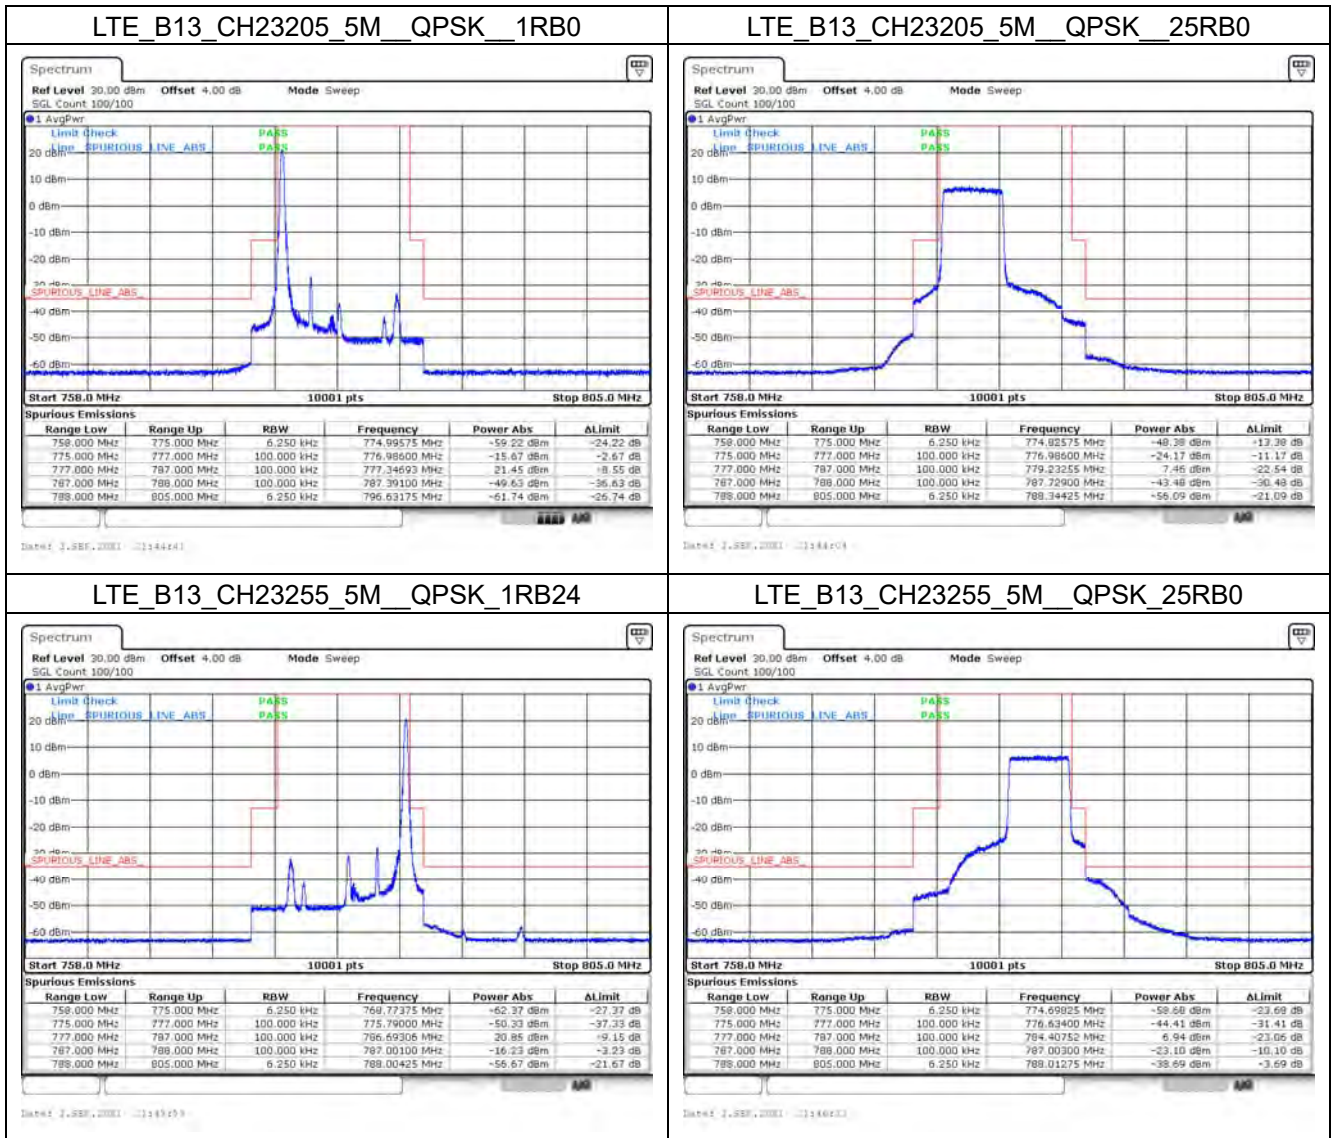 LTE_B13_CH23205_5M__QPSK__1RB0
Spectrum
Ref Level 30.00 dBm Offset 4.00 dB Mode Sweep
SGL Count 100/100
1 AvgPwr
Limit Check PASS
Line _SPURIOUS_LINE_ABS_ PASS
20 dBm
10 dBm
0 dBm
-10 dBm
-20 dBm
_SPURIOUS_LINE_ABS_
-40 dBm
-50 dBm
-60 dBm
Start 758.0 MHz 10001 pts Stop 805.0 MHz
Spurious Emissions
Range Low Range Up RBW Frequency Power Abs ΔLimit
758.000 MHz 775.000 MHz 6.250 kHz 774.99575 MHz -59.22 dBm -24.22 dB
775.000 MHz 777.000 MHz 100.000 kHz 776.98600 MHz -15.67 dBm -2.67 dB
777.000 MHz 787.000 MHz 100.000 kHz 777.34693 MHz 21.45 dBm -8.55 dB
787.000 MHz 788.000 MHz 100.000 kHz 787.39100 MHz -49.63 dBm -36.63 dB
788.000 MHz 805.000 MHz 6.250 kHz 796.63175 MHz -61.74 dBm -26.74 dB
LTE_B13_CH23205_5M__QPSK__25RB0
Spectrum
Ref Level 30.00 dBm Offset 4.00 dB Mode Sweep
SGL Count 100/100
1 AvgPwr
Limit Check PASS
Line _SPURIOUS_LINE_ABS_ PASS
20 dBm
10 dBm
0 dBm
-10 dBm
-20 dBm
_SPURIOUS_LINE_ABS_
-40 dBm
-50 dBm
-60 dBm
Start 758.0 MHz 10001 pts Stop 805.0 MHz
Spurious Emissions
Range Low Range Up RBW Frequency Power Abs ΔLimit
758.000 MHz 775.000 MHz 6.250 kHz 774.82575 MHz -48.38 dBm -13.38 dB
775.000 MHz 777.000 MHz 100.000 kHz 776.98600 MHz -24.17 dBm -11.17 dB
777.000 MHz 787.000 MHz 100.000 kHz 779.23255 MHz 7.46 dBm -22.54 dB
787.000 MHz 788.000 MHz 100.000 kHz 787.72900 MHz -43.48 dBm -30.48 dB
788.000 MHz 805.000 MHz 6.250 kHz 788.34425 MHz -56.09 dBm -21.09 dB
LTE_B13_CH23255_5M__QPSK_1RB24
Spectrum
Ref Level 30.00 dBm Offset 4.00 dB Mode Sweep
SGL Count 100/100
1 AvgPwr
Limit Check PASS
Line _SPURIOUS_LINE_ABS_ PASS
20 dBm
10 dBm
0 dBm
-10 dBm
-20 dBm
_SPURIOUS_LINE_ABS_
-40 dBm
-50 dBm
-60 dBm
Start 758.0 MHz 10001 pts Stop 805.0 MHz
Spurious Emissions
Range Low Range Up RBW Frequency Power Abs ΔLimit
758.000 MHz 775.000 MHz 6.250 kHz 768.77375 MHz -62.37 dBm -27.37 dB
775.000 MHz 777.000 MHz 100.000 kHz 775.79000 MHz -50.33 dBm -37.33 dB
777.000 MHz 787.000 MHz 100.000 kHz 786.69306 MHz 20.85 dBm -9.15 dB
787.000 MHz 788.000 MHz 100.000 kHz 787.00100 MHz -16.23 dBm -3.23 dB
788.000 MHz 805.000 MHz 6.250 kHz 788.00425 MHz -56.67 dBm -21.67 dB
LTE_B13_CH23255_5M__QPSK_25RB0
Spectrum
Ref Level 30.00 dBm Offset 4.00 dB Mode Sweep
SGL Count 100/100
1 AvgPwr
Limit Check PASS
Line _SPURIOUS_LINE_ABS_ PASS
20 dBm
10 dBm
0 dBm
-10 dBm
-20 dBm
_SPURIOUS_LINE_ABS_
-40 dBm
-50 dBm
-60 dBm
Start 758.0 MHz 10001 pts Stop 805.0 MHz
Spurious Emissions
Range Low Range Up RBW Frequency Power Abs ΔLimit
758.000 MHz 775.000 MHz 6.250 kHz 774.69825 MHz -58.68 dBm -23.68 dB
775.000 MHz 777.000 MHz 100.000 kHz 776.63400 MHz -44.41 dBm -31.41 dB
777.000 MHz 787.000 MHz 100.000 kHz 784.40752 MHz 6.94 dBm -23.06 dB
787.000 MHz 788.000 MHz 100.000 kHz 787.00300 MHz -23.10 dBm -10.10 dB
788.000 MHz 805.000 MHz 6.250 kHz 788.01275 MHz -38.69 dBm -3.69 dB